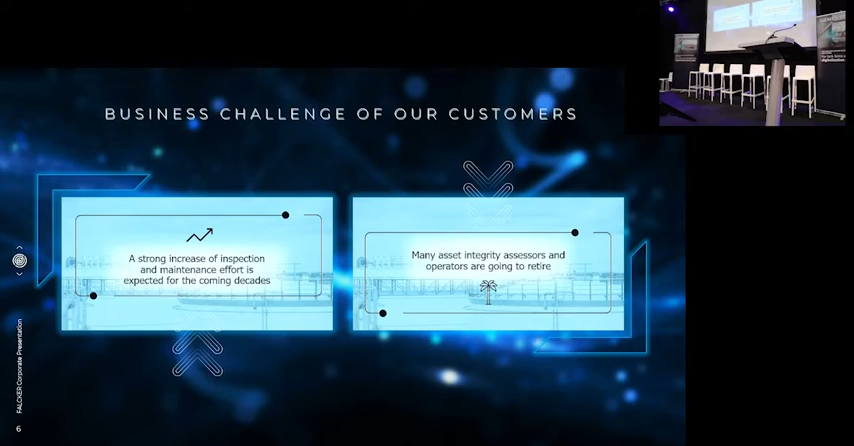 BUSINESS CHALLENGE OF OUR CUSTOMERS
A strong increase of inspection
and maintenance effort is
expected for the coming decades
Many asset integrity assessors and
operators are going to retire
FALCKER Corporate Presentation
6